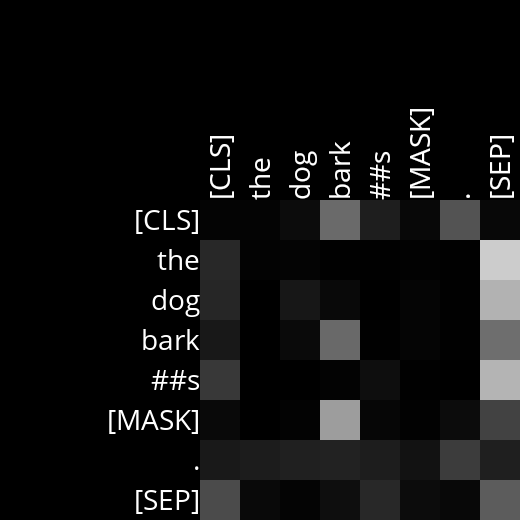 [CLS] the dog bark ##s [MASK] . [SEP]
[CLS]
the
dog
bark
##s
[MASK]
.
[SEP]